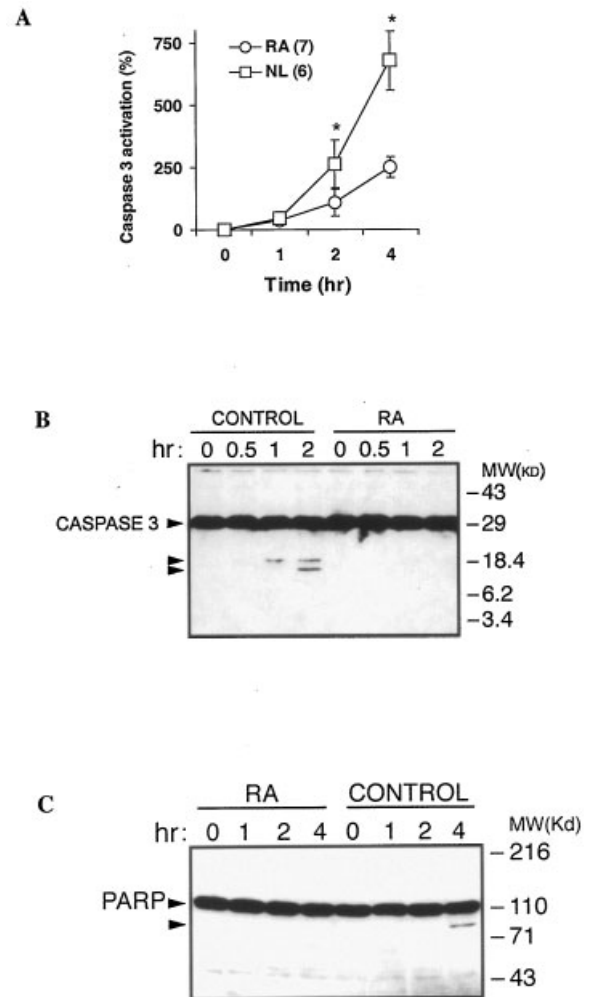 A
Caspase 3 activation (%)
750
500
250
0
RA (7)
NL (6)
*
*
0 1 2 4
Time (hr)
B
CONTROL RA
hr: 0 0.5 1 2 0 0.5 1 2
MW(KD)
CASPASE 3
-43
-29
-18.4
-6.2
-3.4
C
RA CONTROL
hr: 0 1 2 4 0 1 2 4
MW(Kd)
PARP
-216
-110
-71
-43